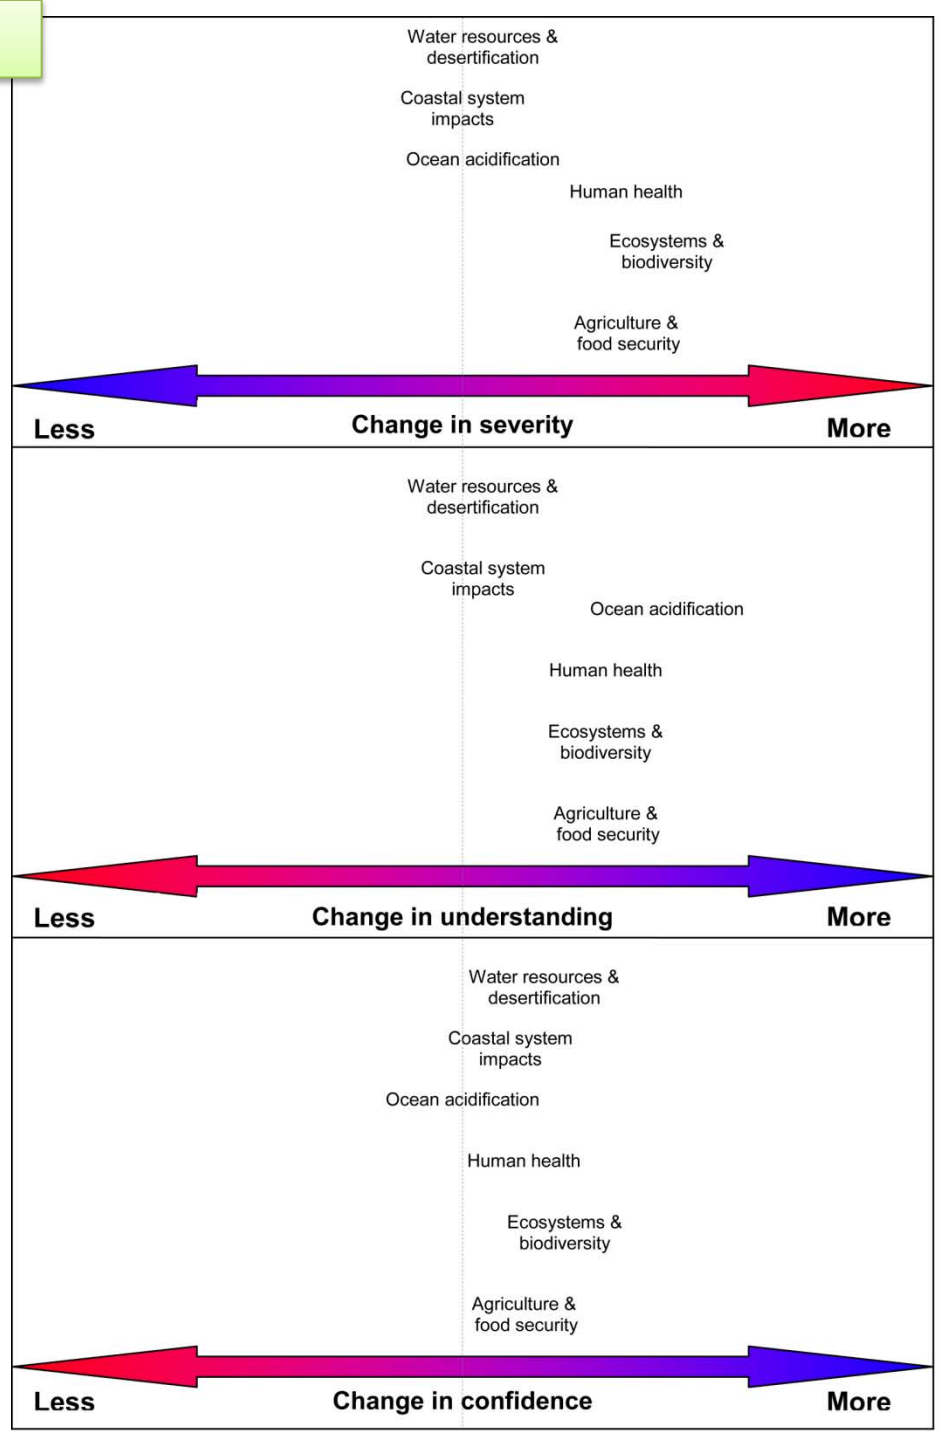 Water resources &
desertification
Coastal system
impacts
Ocean acidification
Human health
Ecosystems &
biodiversity
Agriculture &
food security
Less
Change in severity
More
Water resources &
desertification
Coastal system
impacts
Ocean acidification
Human health
Ecosystems &
biodiversity
Agriculture &
food security
Less
Change in understanding
More
Water resources &
desertification
Coastal system
impacts
Ocean acidification
Human health
Ecosystems &
biodiversity
Agriculture &
food security
Less
Change in confidence
More